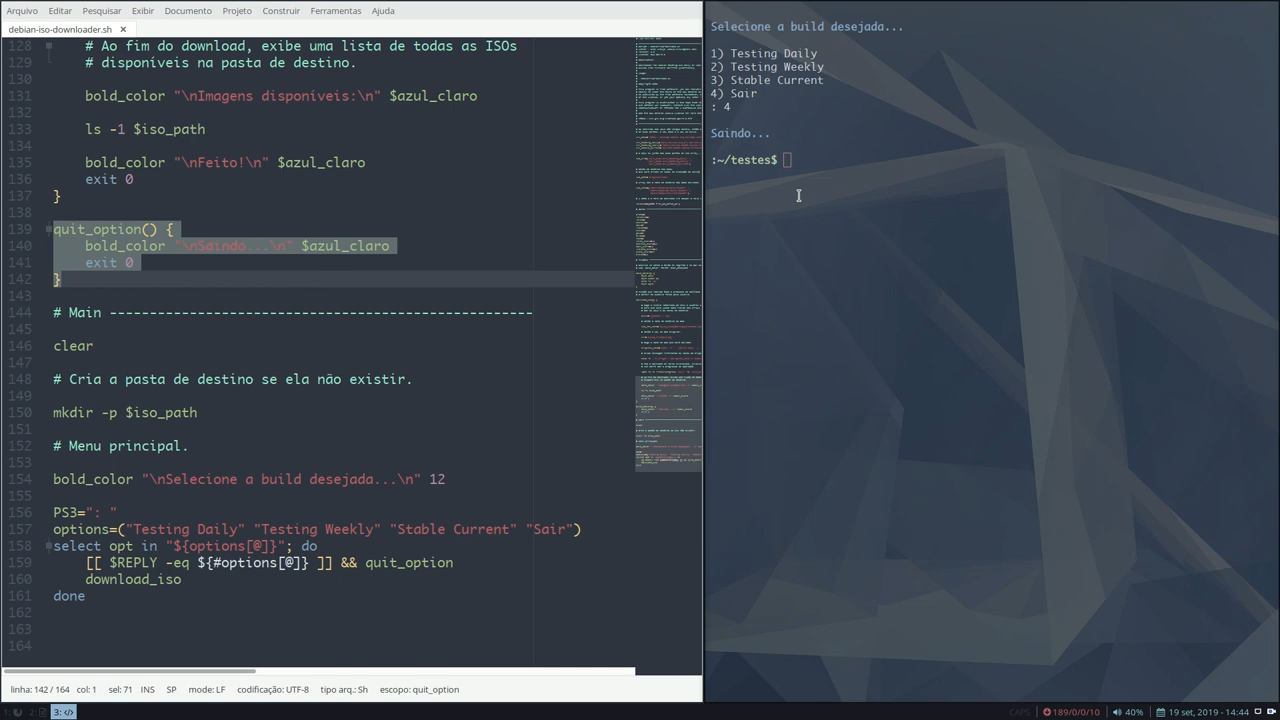 Arquivo Editar Pesquisar Exibir Documento Projeto Construir Ferramentas Ajuda
debian-iso-downloader.sh
128 # Ao fim do download, exibe uma lista de todas as ISOs
129 # disponíveis na pasta de destino.
130
131 bold_color "\nImagens disponíveis:\n" $azul_claro
132
133 ls -1 $iso_path
134
135 bold_color "\nFeito!\n" $azul_claro
136 exit 0
137 }
138
139 quit_option() {
140 bold_color "\nSaindo...\n" $azul_claro
141 exit 0
142 }
143
144 # Main -----------------------------------------------------
145
146 clear
147
148 # Cria a pasta de destino se ela não existir.
149
150 mkdir -p $iso_path
151
152 # Menu principal.
153
154 bold_color "\nSelecione a build desejada...\n" 12
155
156 PS3=": "
157 options=("Testing Daily" "Testing Weekly" "Stable Current" "Sair")
158 select opt in "${options[@]}"; do
159 [[ $REPLY -eq ${#options[@]} ]] && quit_option
160 download_iso
161 done
162
163
164
linha: 142 / 164 col: 1 sel: 71 INS SP mode: LF codificação: UTF-8 tipo arq.: Sh escopo: quit_option
Selecione a build desejada...
1) Testing Daily
2) Testing Weekly
3) Stable Current
4) Sair
: 4
Saindo...
:~/testes$
1: 2: 3: </> CAPS 189/0/0/10 40% 19 set, 2019 - 14:44